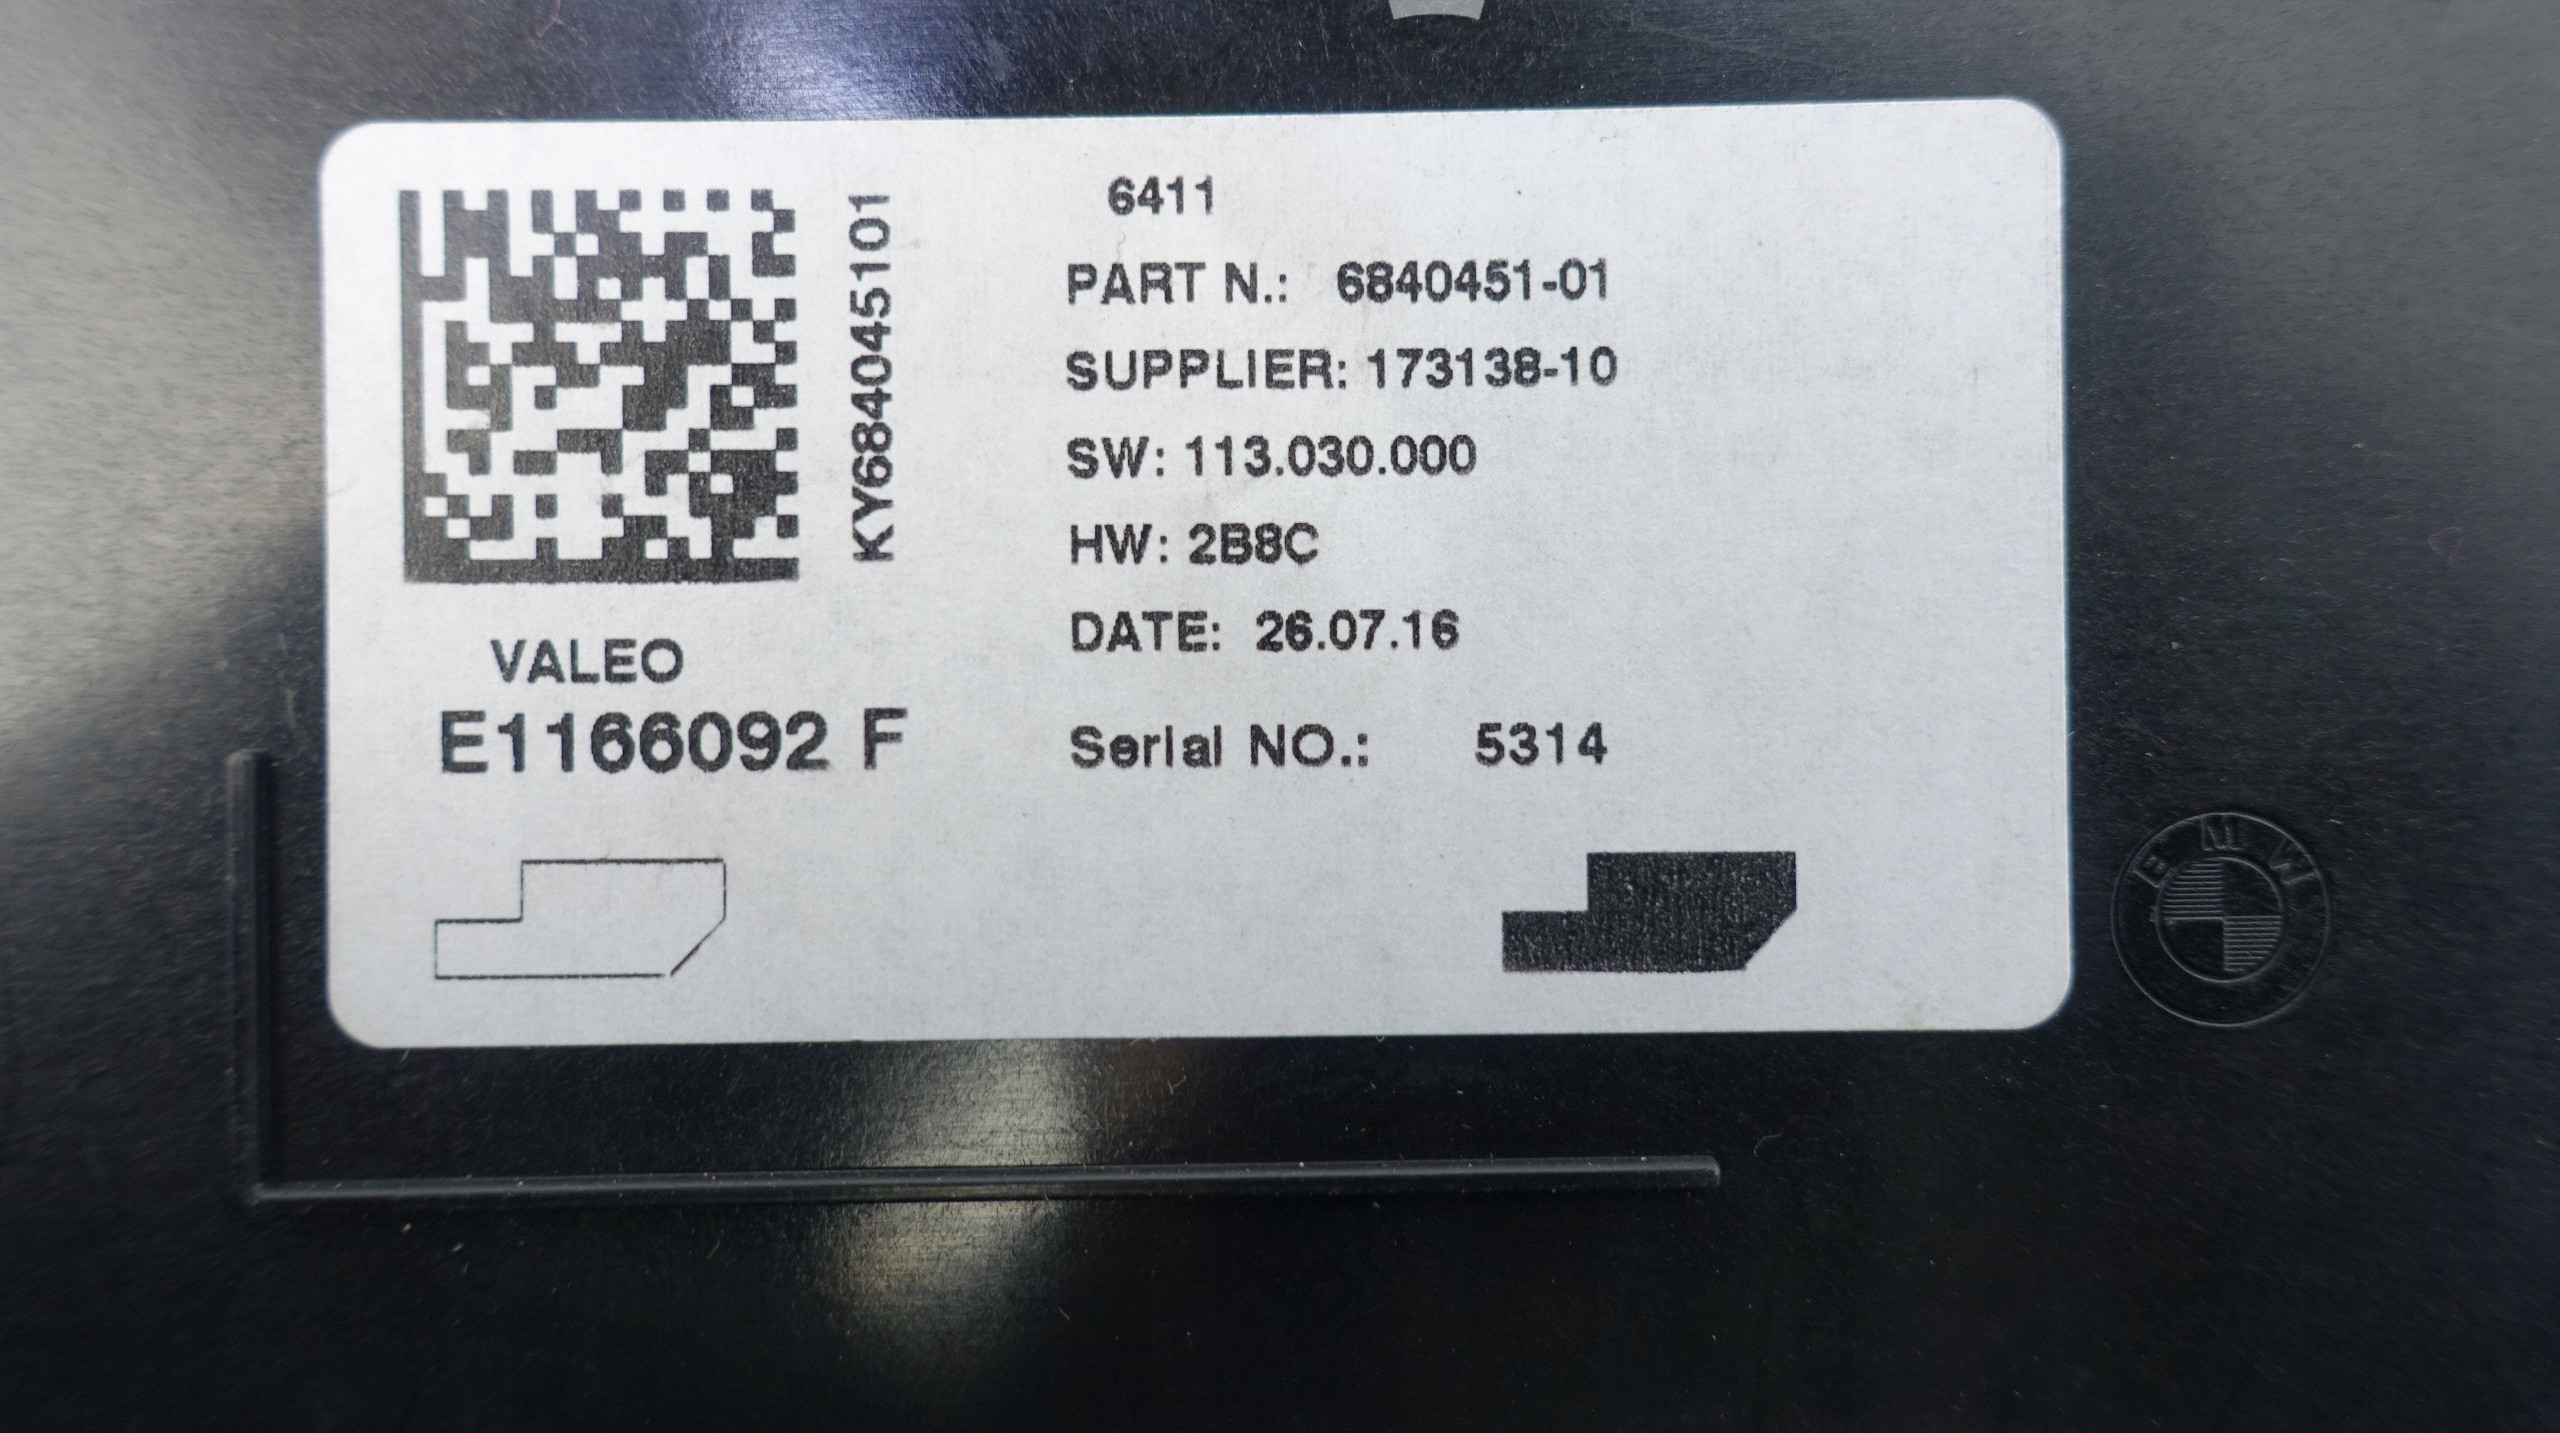 KY684045101
VALEO
E1166092 F
6411
PART N.: 6840451-01
SUPPLIER: 173138-10
SW: 113.030.000
HW: 2B8C
DATE: 26.07.16
Serial NO.: 5314
BMW